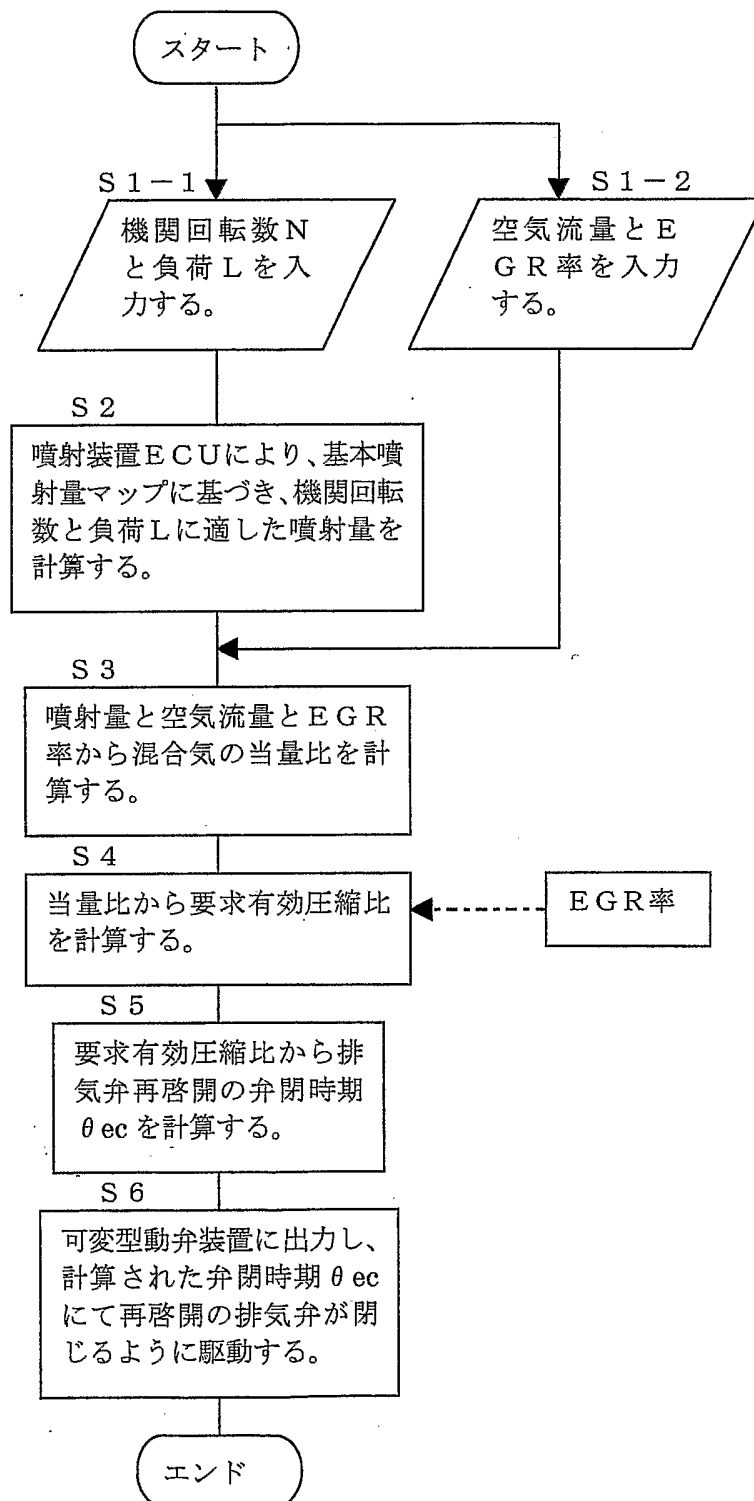 スタート
S1-1
機関回転数N
と負荷Lを入
力する。
S1-2
空気流量とE
GR率を入力
する。
S2
噴射装置ECUにより、基本噴
射量マップに基づき、機関回転
数と負荷Lに適した噴射量を
計算する。
S3
噴射量と空気流量とEGR
率から混合気の当量比を計
算する。
S4
当量比から要求有効圧縮比
を計算する。
EGR率
S5
要求有効圧縮比から排
気弁再啓開の弁閉時期
θecを計算する。
S6
可変型動弁装置に出力し、
計算された弁閉時期θec
にて再啓開の排気弁が閉
じるように駆動する。
エンド